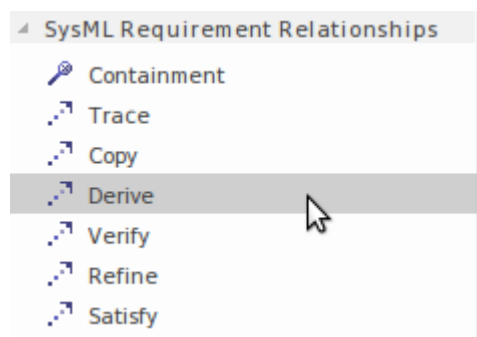 SysML Requirement Relationships
Containment
Trace
Copy
Derive
Verify
Refine
Satisfy